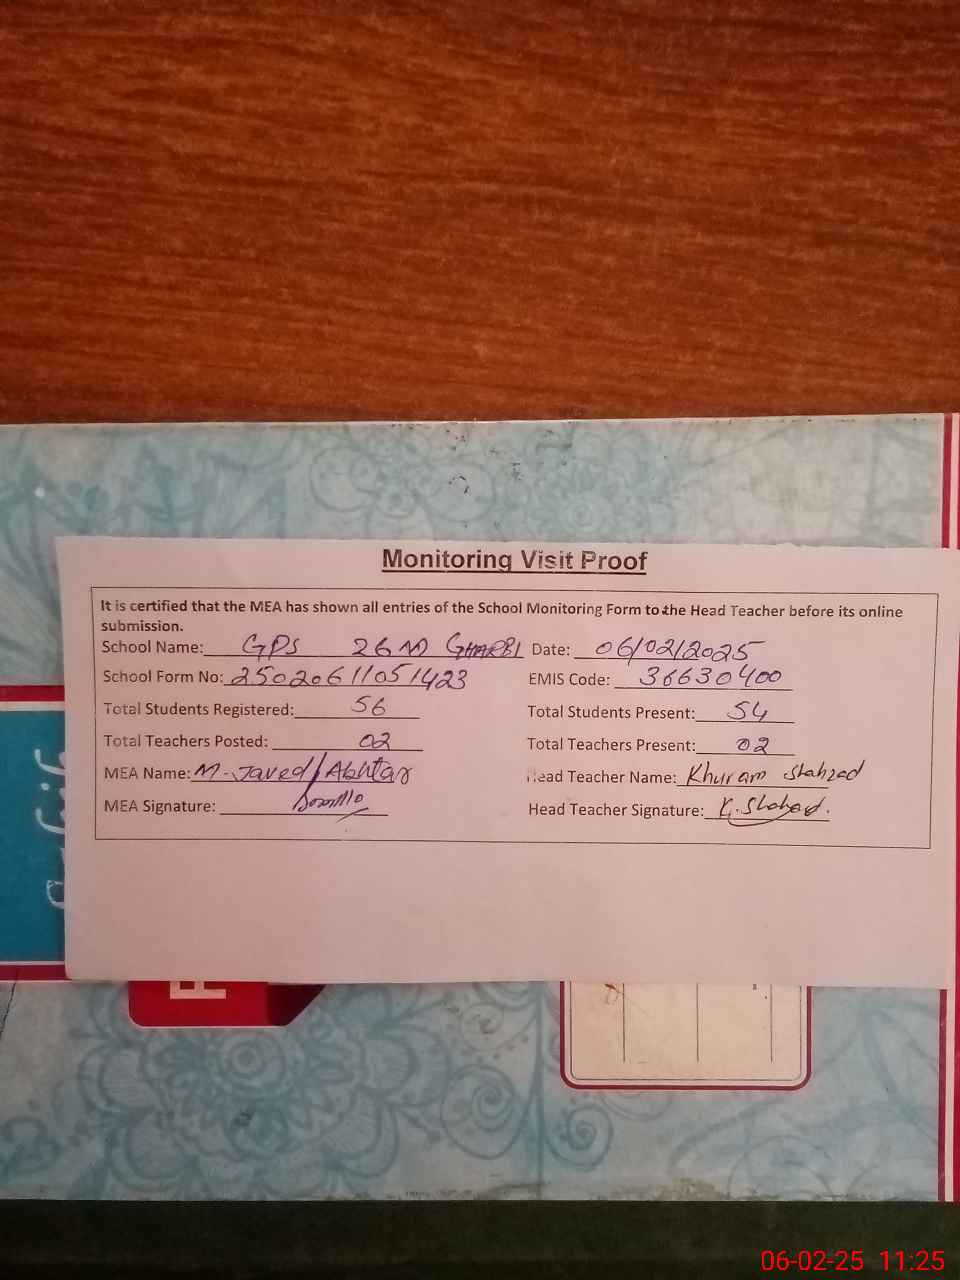 Monitoring Visit Proof
It is certified that the MEA has shown all entries of the School Monitoring Form to the Head Teacher before its online
submission.
School Name: GPS 26 M GHARBI Date: 06/02/2025
School Form No: 25020611051423 EMIS Code: 36630400
Total Students Registered: 56 Total Students Present: 54
Total Teachers Posted: 02 Total Teachers Present: 02
MEA Name: M. Javed Akhtar Head Teacher Name: Khuram Shahzad
MEA Signature: Head Teacher Signature: K. Shahzad.
06-02-25 11:25